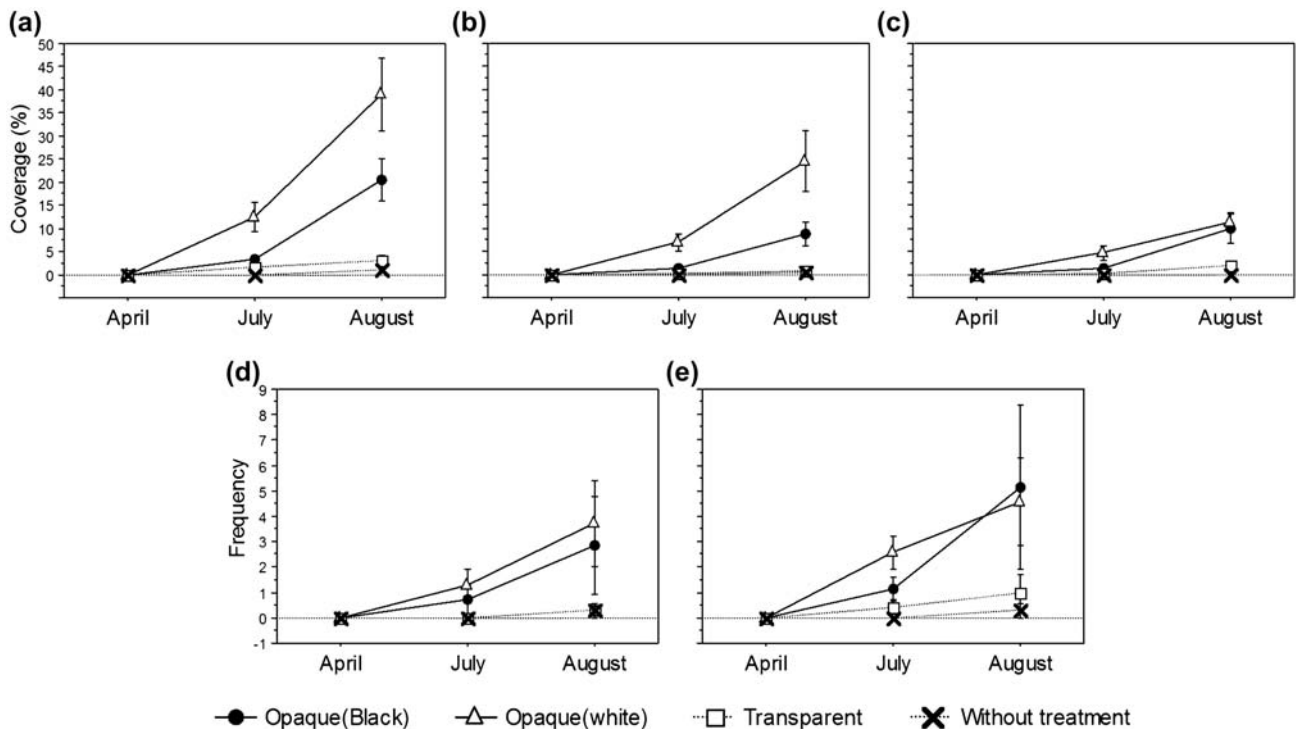 (a)
(b)
(c)
50
45
40
35
30
25
20
15
10
5
0
Coverage (%)
April July August
April July August
April July August
(d)
(e)
9
8
7
6
5
4
3
2
1
0
-1
Frequency
April July August
April July August
Opaque(Black) Opaque(white) Transparent Without treatment